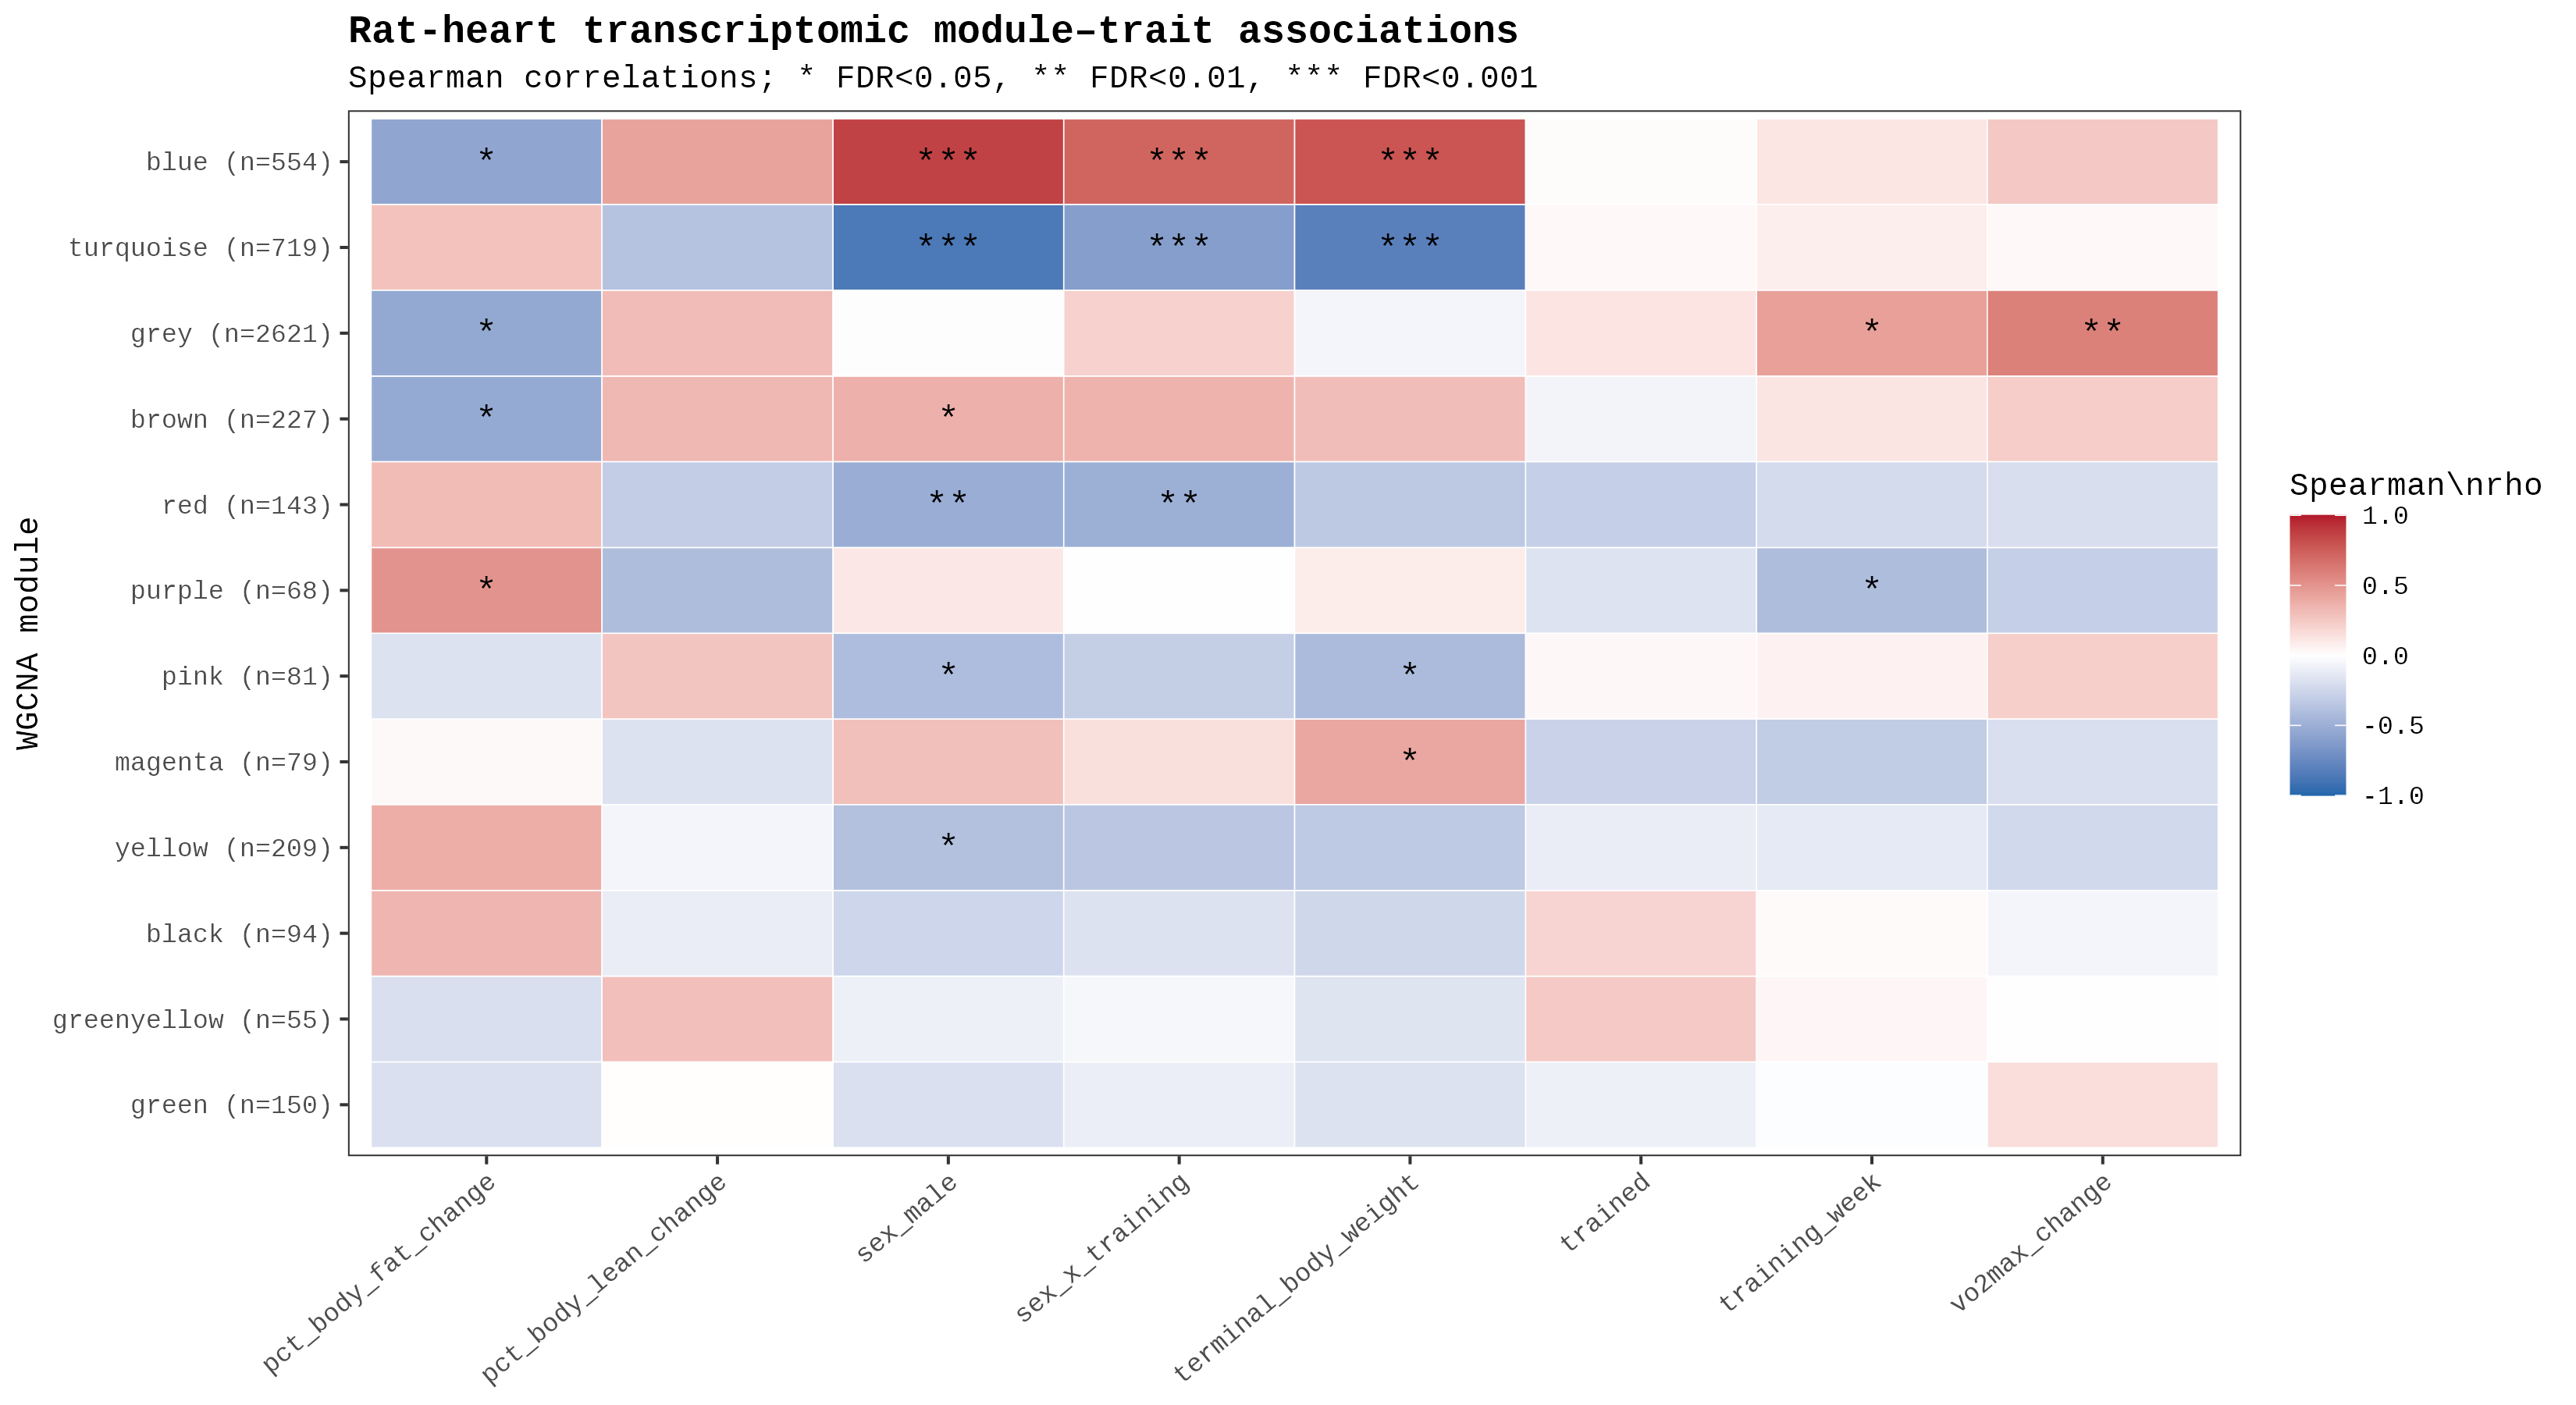 Rat-heart transcriptomic module–trait associations
Spearman correlations; * FDR<0.05, ** FDR<0.01, *** FDR<0.001
WGCNA module
blue (n=554) * *** *** ***
turquoise (n=719) *** *** ***
grey (n=2621) * * **
brown (n=227) * *
red (n=143) ** **
purple (n=68) * *
pink (n=81) * *
magenta (n=79) *
yellow (n=209) *
black (n=94)
greenyellow (n=55)
green (n=150)
pct_body_fat_change
pct_body_lean_change
sex_male
sex_x_training
terminal_body_weight
trained
training_week
vo2max_change
Spearman\nrho
1.0
0.5
0.0
-0.5
-1.0